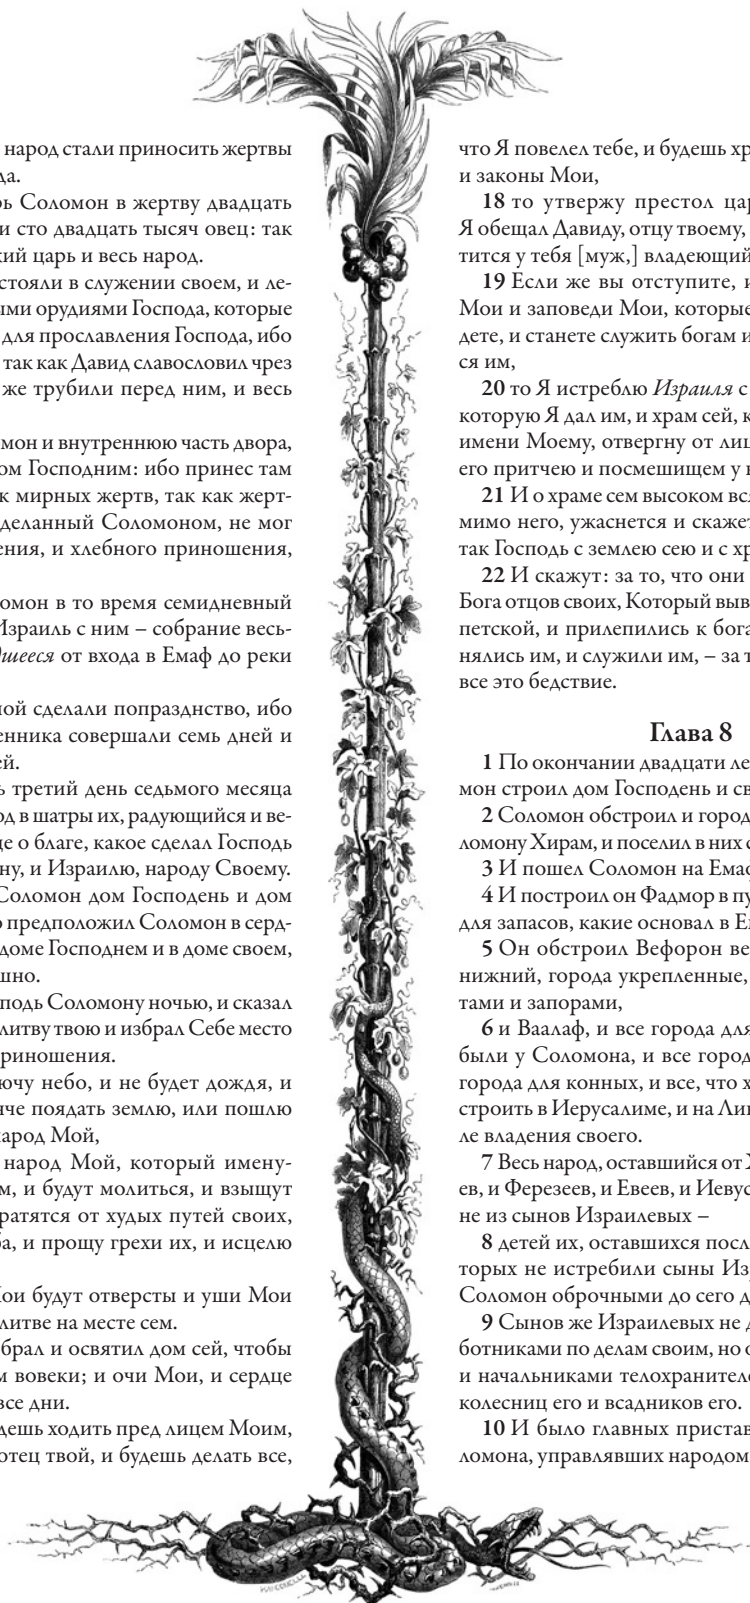 народ стали приносить жертвы
да.
рь Соломон в жертву двадцать
и сто двадцать тысяч овец: так
кий царь и весь народ.
стояли в служении своем, и ле-
ыми орудиями Господа, которые
для прославления Господа, ибо
так как Давид славословил чрез
же трубили перед ним, и весь
мон и внутреннюю часть двора,
ом Господним: ибо принес там
к мирных жертв, так как жерт-
деланный Соломоном, не мог
ения, и хлебного приношения,
омон в то время семидневный
Израиль с ним – собрание весь-
дшееся от входа в Емаф до реки
ой сделали попразднство, ибо
енника совершали семь дней и
ей.
ь третий день седьмого месяца
од в шатры их, радующийся и ве-
це о благе, какое сделал Господь
ну, и Израилю, народу Своему.
Соломон дом Господень и дом
о предположил Соломон в серд-
доме Господнем и в доме своем,
шно.
подь Соломону ночью, и сказал
литву твою и избрал Себе место
риношения.
ючу небо, и не будет дождя, и
нче поядать землю, или пошлю
народ Мой,
народ Мой, который имену-
м, и будут молиться, и взыщут
ратятся от худых путей своих,
ба, и прощу грехи их, и исцелю
Мои будут отверсты и уши Мои
литве на месте сем.
брал и освятил дом сей, чтобы
м вовеки; и очи Мои, и сердце
все дни.
дешь ходить пред лицем Моим,
отец твой, и будешь делать все,
что Я повелел тебе, и будешь хр
и законы Мои,
18 то утвержу престол цар
Я обещал Давиду, отцу твоему,
тится у тебя [муж,] владеющий
19 Если же вы отступите, и
Мои и заповеди Мои, которые
дете, и станете служить богам и
ся им,
20 то Я истреблю Израиля с
которую Я дал им, и храм сей, к
имени Моему, отвергну от лиц
его притчею и посмешищем у в
21 И о храме сем высоком вся
мимо него, ужаснется и скажет
так Господь с землею сею и с хр
22 И скажут: за то, что они
Бога отцов своих, Который выв
петской, и прилепились к бога
нялись им, и служили им, – за т
все это бедствие.
Глава 8
1 По окончании двадцати ле
мон строил дом Господень и св
2 Соломон обстроил и город
ломону Хирам, и поселил в них с
3 И пошел Соломон на Емаф
4 И построил он Фадмор в пу
для запасов, какие основал в Ем
5 Он обстроил Вефорон ве
нижний, города укрепленные,
тами и запорами,
6 и Ваалаф, и все города для
были у Соломона, и все город
города для конных, и все, что х
строить в Иерусалиме, и на Лив
ле владения своего.
7 Весь народ, оставшийся от Х
ев, и Ферезеев, и Евеев, и Иевус
не из сынов Израилевых –
8 детей их, оставшихся посл
торых не истребили сыны Изр
Соломон оброчными до сего д
9 Сынов же Израилевых не д
ботниками по делам своим, но о
и начальниками телохранителе
колесниц его и всадников его.
10 И было главных пристав
ломона, управлявших народом